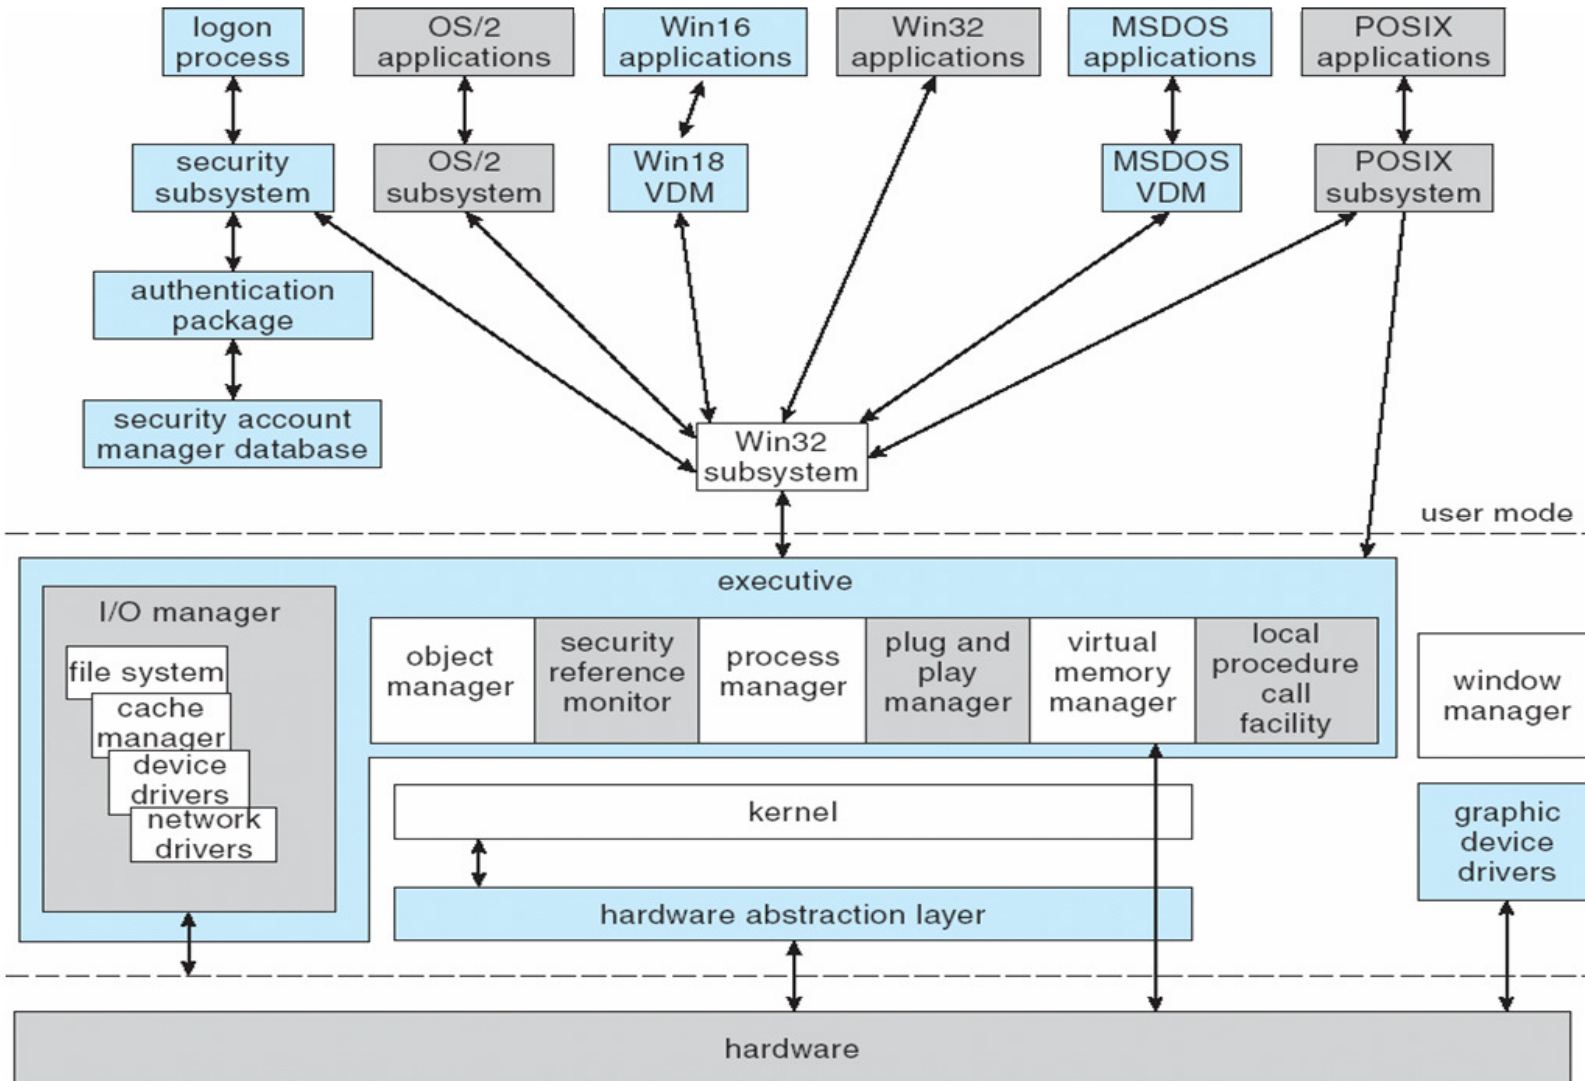 logon
process
OS/2
applications
Win16
applications
Win32
applications
MSDOS
applications
POSIX
applications
security
subsystem
OS/2
subsystem
Win18
VDM
MSDOS
VDM
POSIX
subsystem
authentication
package
security account
manager database
Win32
subsystem
user mode
executive
I/O manager
file system
cache
manager
device
drivers
network
drivers
object
manager
security
reference
monitor
process
manager
plug and
play
manager
virtual
memory
manager
local
procedure
call
facility
window
manager
kernel
graphic
device
drivers
hardware abstraction layer
hardware